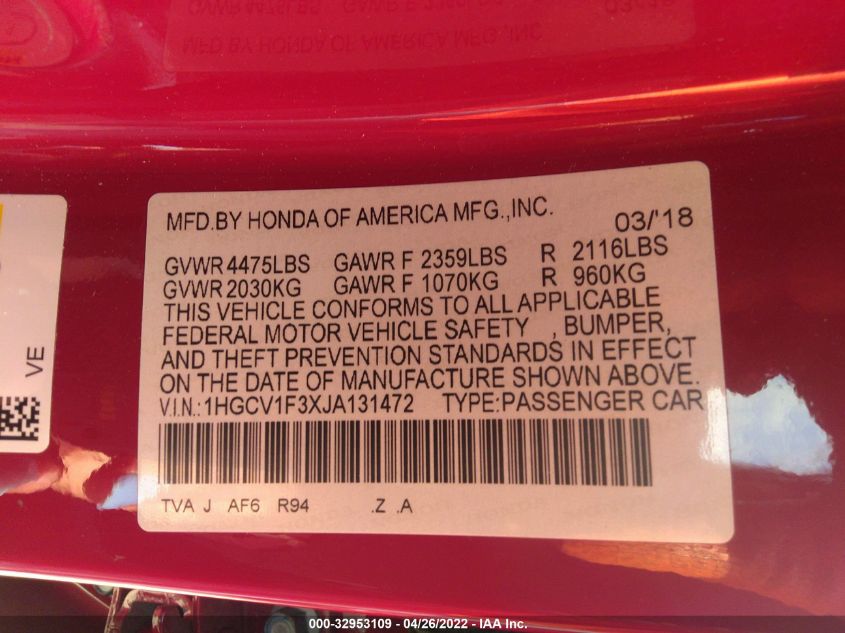 MFD.BY HONDA OF AMERICA MFG.,INC. 03/'18
GVWR 4475LBS GAWR F 2359LBS R 2116LBS
GVWR 2030KG GAWR F 1070KG R 960KG
THIS VEHICLE CONFORMS TO ALL APPLICABLE
FEDERAL MOTOR VEHICLE SAFETY , BUMPER,
AND THEFT PREVENTION STANDARDS IN EFFECT
ON THE DATE OF MANUFACTURE SHOWN ABOVE.
V.I.N.:1HGCV1F3XJA131472 TYPE:PASSENGER CAR
TVA J AF6 R94 .Z .A
VE
000-32953109 - 04/26/2022 - IAA Inc.